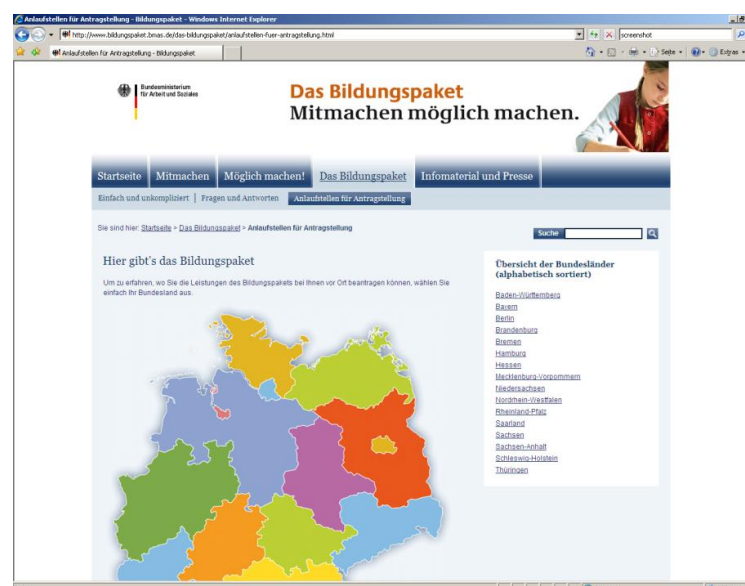 Anlaufstellen für Antragstellung - Bildungspaket - Windows Internet Explorer
http://www.bildungspaket.bmas.de/das-bildungspaket/anlaufstellen-fuer-antragstellung.html
screenshot
Anlaufstellen für Antragstellung - Bildungspaket
Seite
Extras
Bundesministerium
für Arbeit und Soziales
Das Bildungspaket
Mitmachen möglich machen.
Startseite Mitmachen Möglich machen! Das Bildungspaket Infomaterial und Presse
Einfach und unkompliziert | Fragen und Antworten Anlaufstellen für Antragstellung
Sie sind hier: Startseite > Das Bildungspaket > Anlaufstellen für Antragstellung
Suche
Hier gibt's das Bildungspaket
Um zu erfahren, wo Sie die Leistungen des Bildungspakets bei Ihnen vor Ort beantragen können, wählen Sie
einfach Ihr Bundesland aus.
Übersicht der Bundesländer
(alphabetisch sortiert)
Baden-Württemberg
Bayern
Berlin
Brandenburg
Bremen
Hamburg
Hessen
Mecklenburg-Vorpommern
Niedersachsen
Nordrhein-Westfalen
Rheinland-Pfalz
Saarland
Sachsen
Sachsen-Anhalt
Schleswig-Holstein
Thüringen